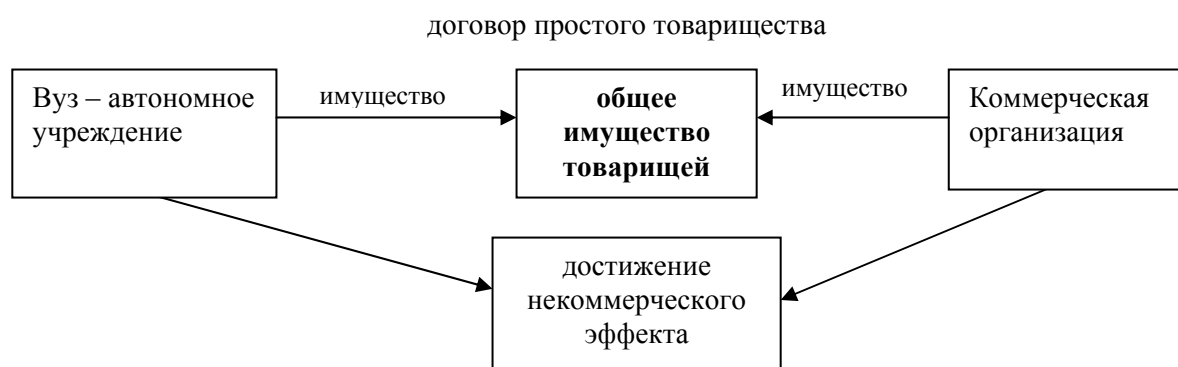 договор простого товарищества
Вуз – автономное
учреждение
имущество
общее
имущество
товарищей
имущество
Коммерческая
организация
достижение
некоммерческого
эффекта